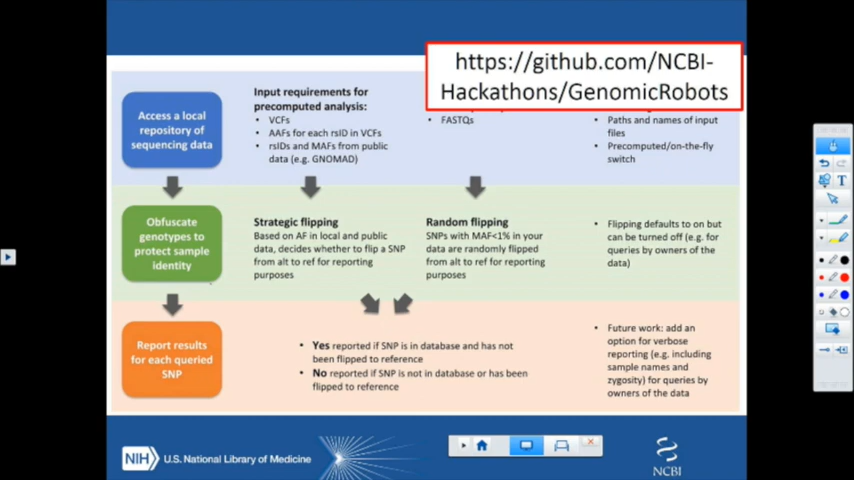 https://github.com/NCBI-
Hackathons/GenomicRobots
Access a local
repository of
sequencing data
Input requirements for
precomputed analysis:
• VCFs
• AAFs for each rsID in VCFs
• rsIDs and MAFs from public
data (e.g. GNOMAD)
• FASTQs
• Paths and names of input
files
• Precomputed/on-the-fly
switch
Obfuscate
genotypes to
protect sample
identity
Strategic flipping
Based on AF in local and public
data, decides whether to flip a SNP
from alt to ref for reporting
purposes
Random flipping
SNPs with MAF<1% in your
data are randomly flipped
from alt to ref for reporting
purposes
• Flipping defaults to on but
can be turned off (e.g. for
queries by owners of the
data)
Report results
for each queried
SNP
• Yes reported if SNP is in database and has not
been flipped to reference
• No reported if SNP is not in database or has been
flipped to reference
• Future work: add an
option for verbose
reporting (e.g. including
sample names and
zygosity) for queries by
owners of the data
NIH U.S. National Library of Medicine
NCBI
T